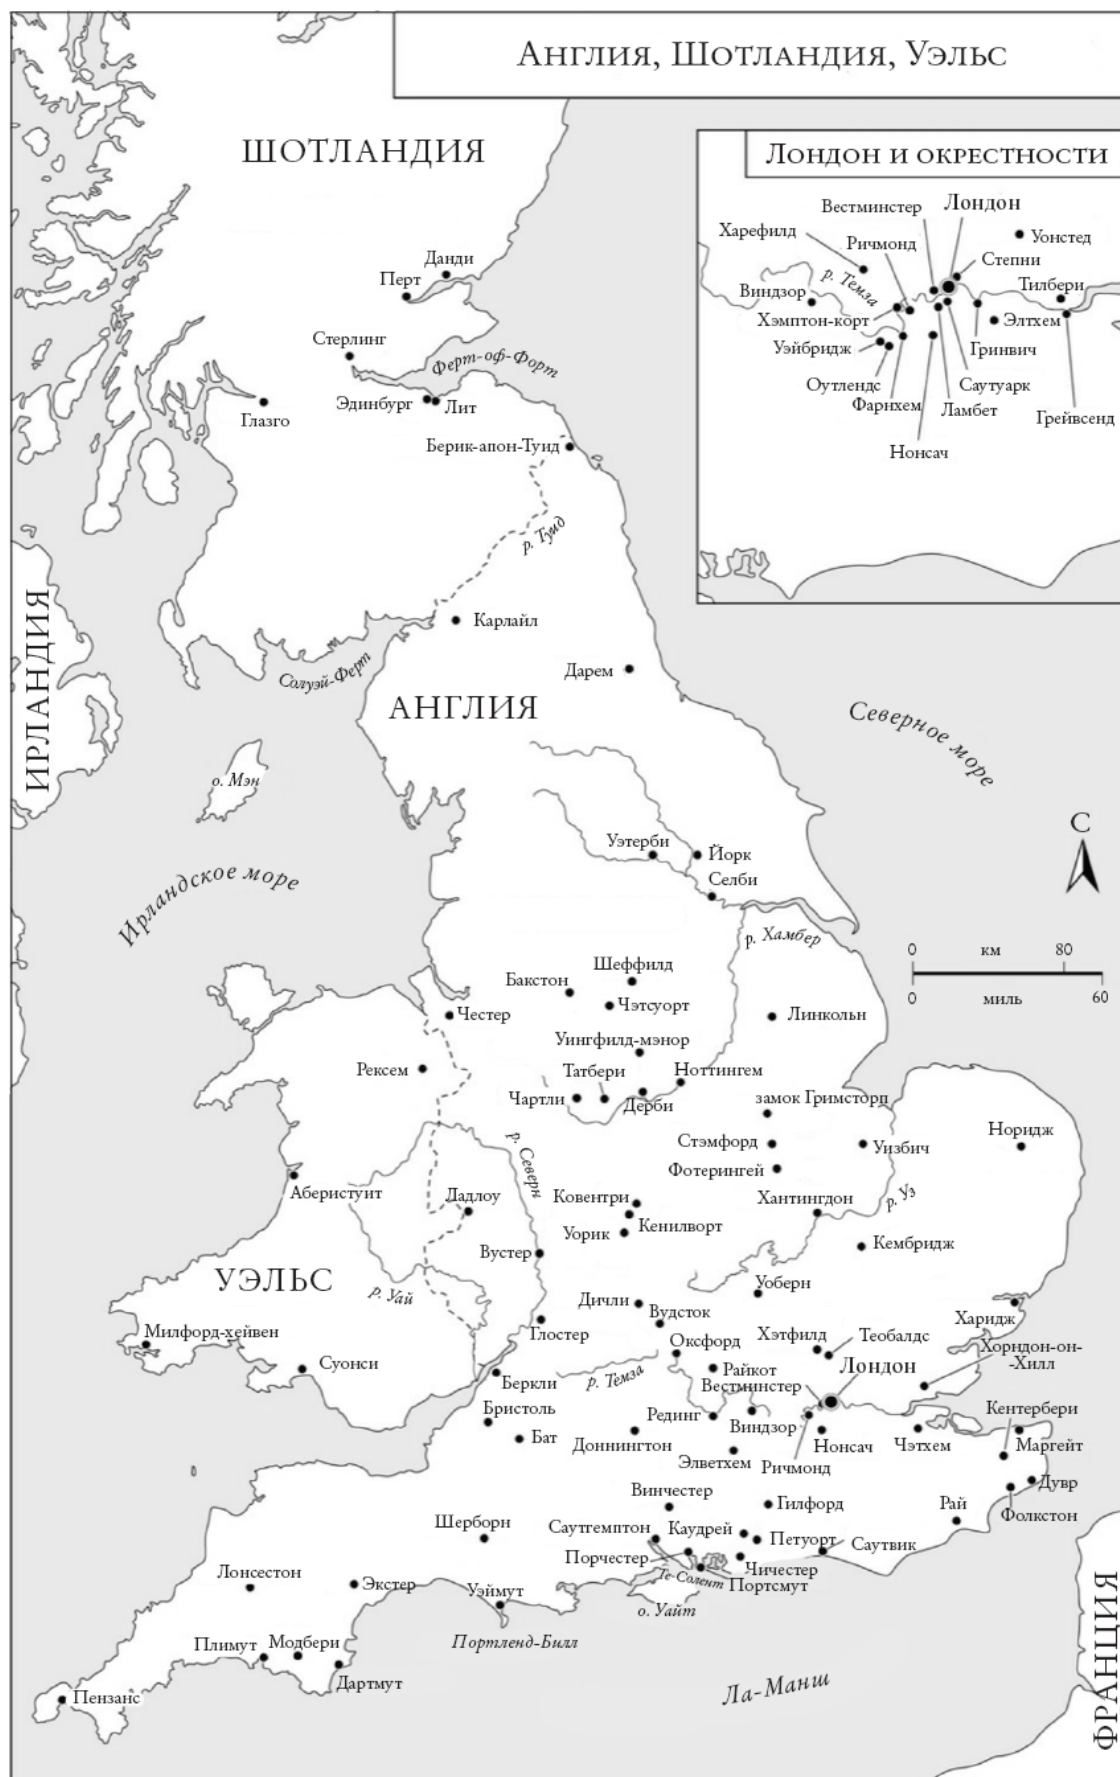 Англия, Шотландия, Уэльс
ШОТЛАНДИЯ
Лондон и окрестности
Вестминстер
Лондон
Харефилд
Ричмонд
Уонстед
Степни
р. Темза
Тилбери
Виндзор
Хэмптон-корт
Элтхем
Уэйбридж
Гринвич
Оутлендс
Саутуарк
Фарнхем
Ламбет
Грейвсенд
Нонсач
Данди
Перт
Стерлинг
Ферт-оф-Форт
Эдинбург
Лит
Глазго
Берик-апон-Туид
р. Туид
ИРЛАНДИЯ
Карлайл
Солуэй-Ферт
Дарем
АНГЛИЯ
Северное море
о. Мэн
С
Уэтерби
Йорк
Селби
Ирландское море
р. Хамбер
0
км
80
0
миль
60
Шеффилд
Бакстон
Чэтсуорт
Честер
Линкольн
Уингфилд-мэнор
Рексем
Татбери
Ноттингем
Чартли
Дерби
замок Гримсторп
р. Северн
Стэмфорд
Уизбич
Норидж
Фотерингей
Аберистуит
Ладлоу
Ковентри
Хантингдон
р. Уз
Кенилворт
Уорик
Вустер
Кембридж
УЭЛЬС
р. Уай
Уоберн
Дичли
Вудсток
Харидж
Милфорд-хейвен
Глостер
Оксфорд
Хэтфилд
Теобалдс
Хорндон-он-
-Хилл
Суонси
Райкот
Лондон
Беркли
р. Темза
Вестминстер
Бристоль
Рединг
Виндзор
Кентербери
Бат
Доннингтон
Нонсач
Чэтхем
Маргейт
Элветхем
Ричмонд
Дувр
Винчестер
Гилфорд
Рай
Фолкстон
Шерборн
Саутгемптон
Каудрей
Петуорт
Саутвик
Порчестер
Чичестер
Те-Солент
Портсмут
Лонсестон
Экстер
Уэймут
о. Уайт
Плимут
Модбери
Портленд-Билл
Дартмут
Пензанс
Ла-Манш
ФРАНЦИЯ